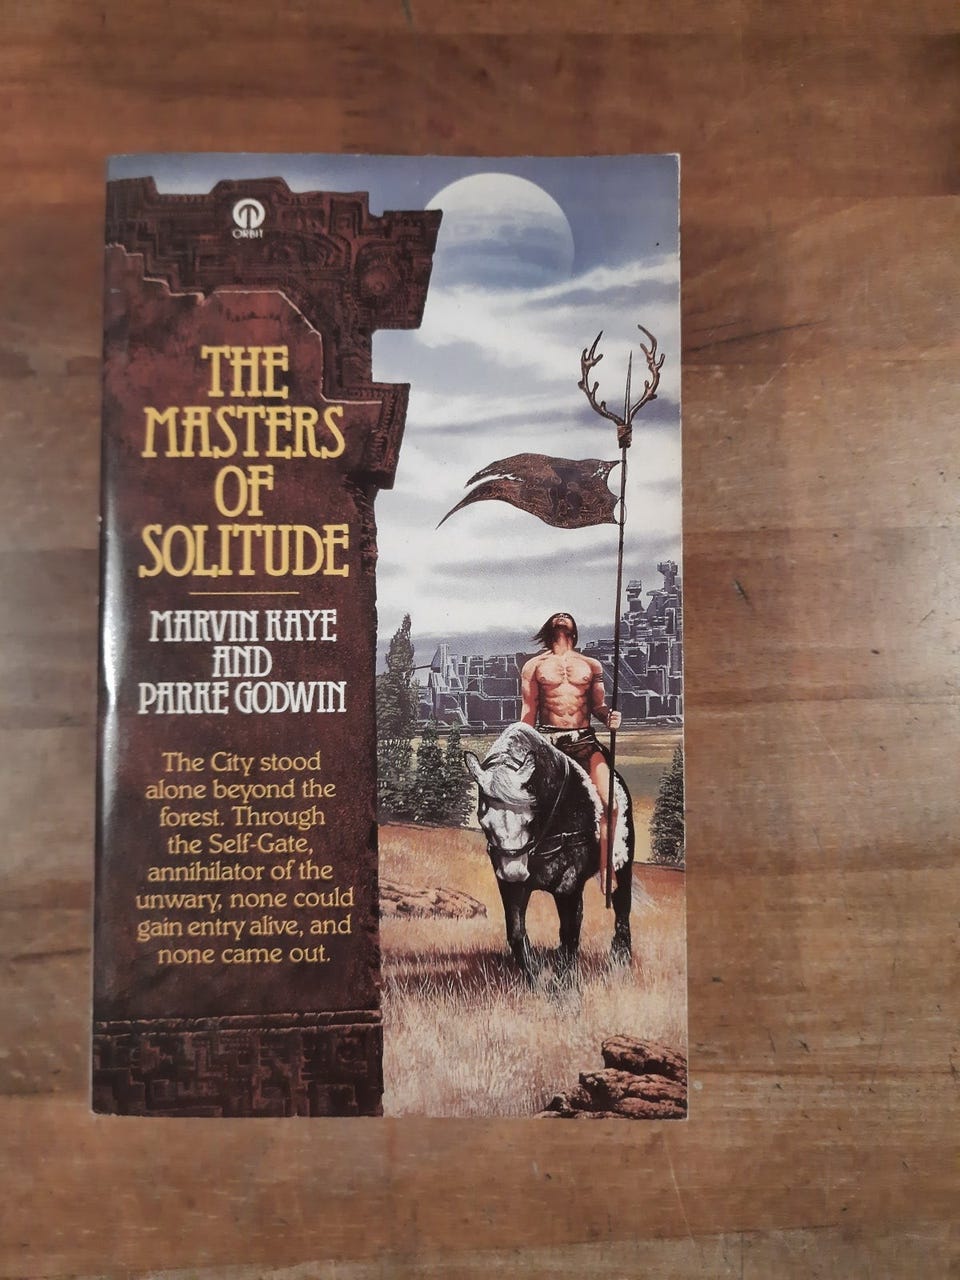 ORBIT
THE
MASTERS
OF
SOLITUDE
MARVIN KAYE
AND
PARKE GODWIN
The City stood
alone beyond the
forest. Through
the Self-Gate,
annihilator of the
unwary, none could
gain entry alive, and
none came out.